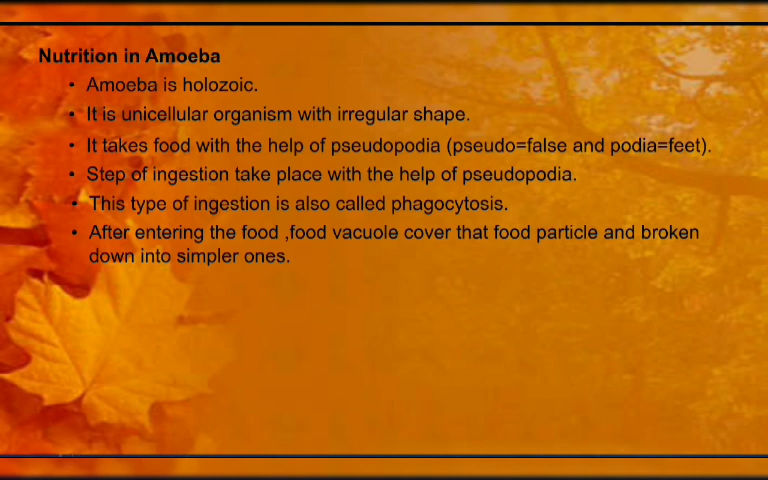 Nutrition in Amoeba
• Amoeba is holozoic.
• It is unicellular organism with irregular shape.
• It takes food with the help of pseudopodia (pseudo=false and podia=feet).
• Step of ingestion take place with the help of pseudopodia.
• This type of ingestion is also called phagocytosis.
• After entering the food ,food vacuole cover that food particle and broken
down into simpler ones.